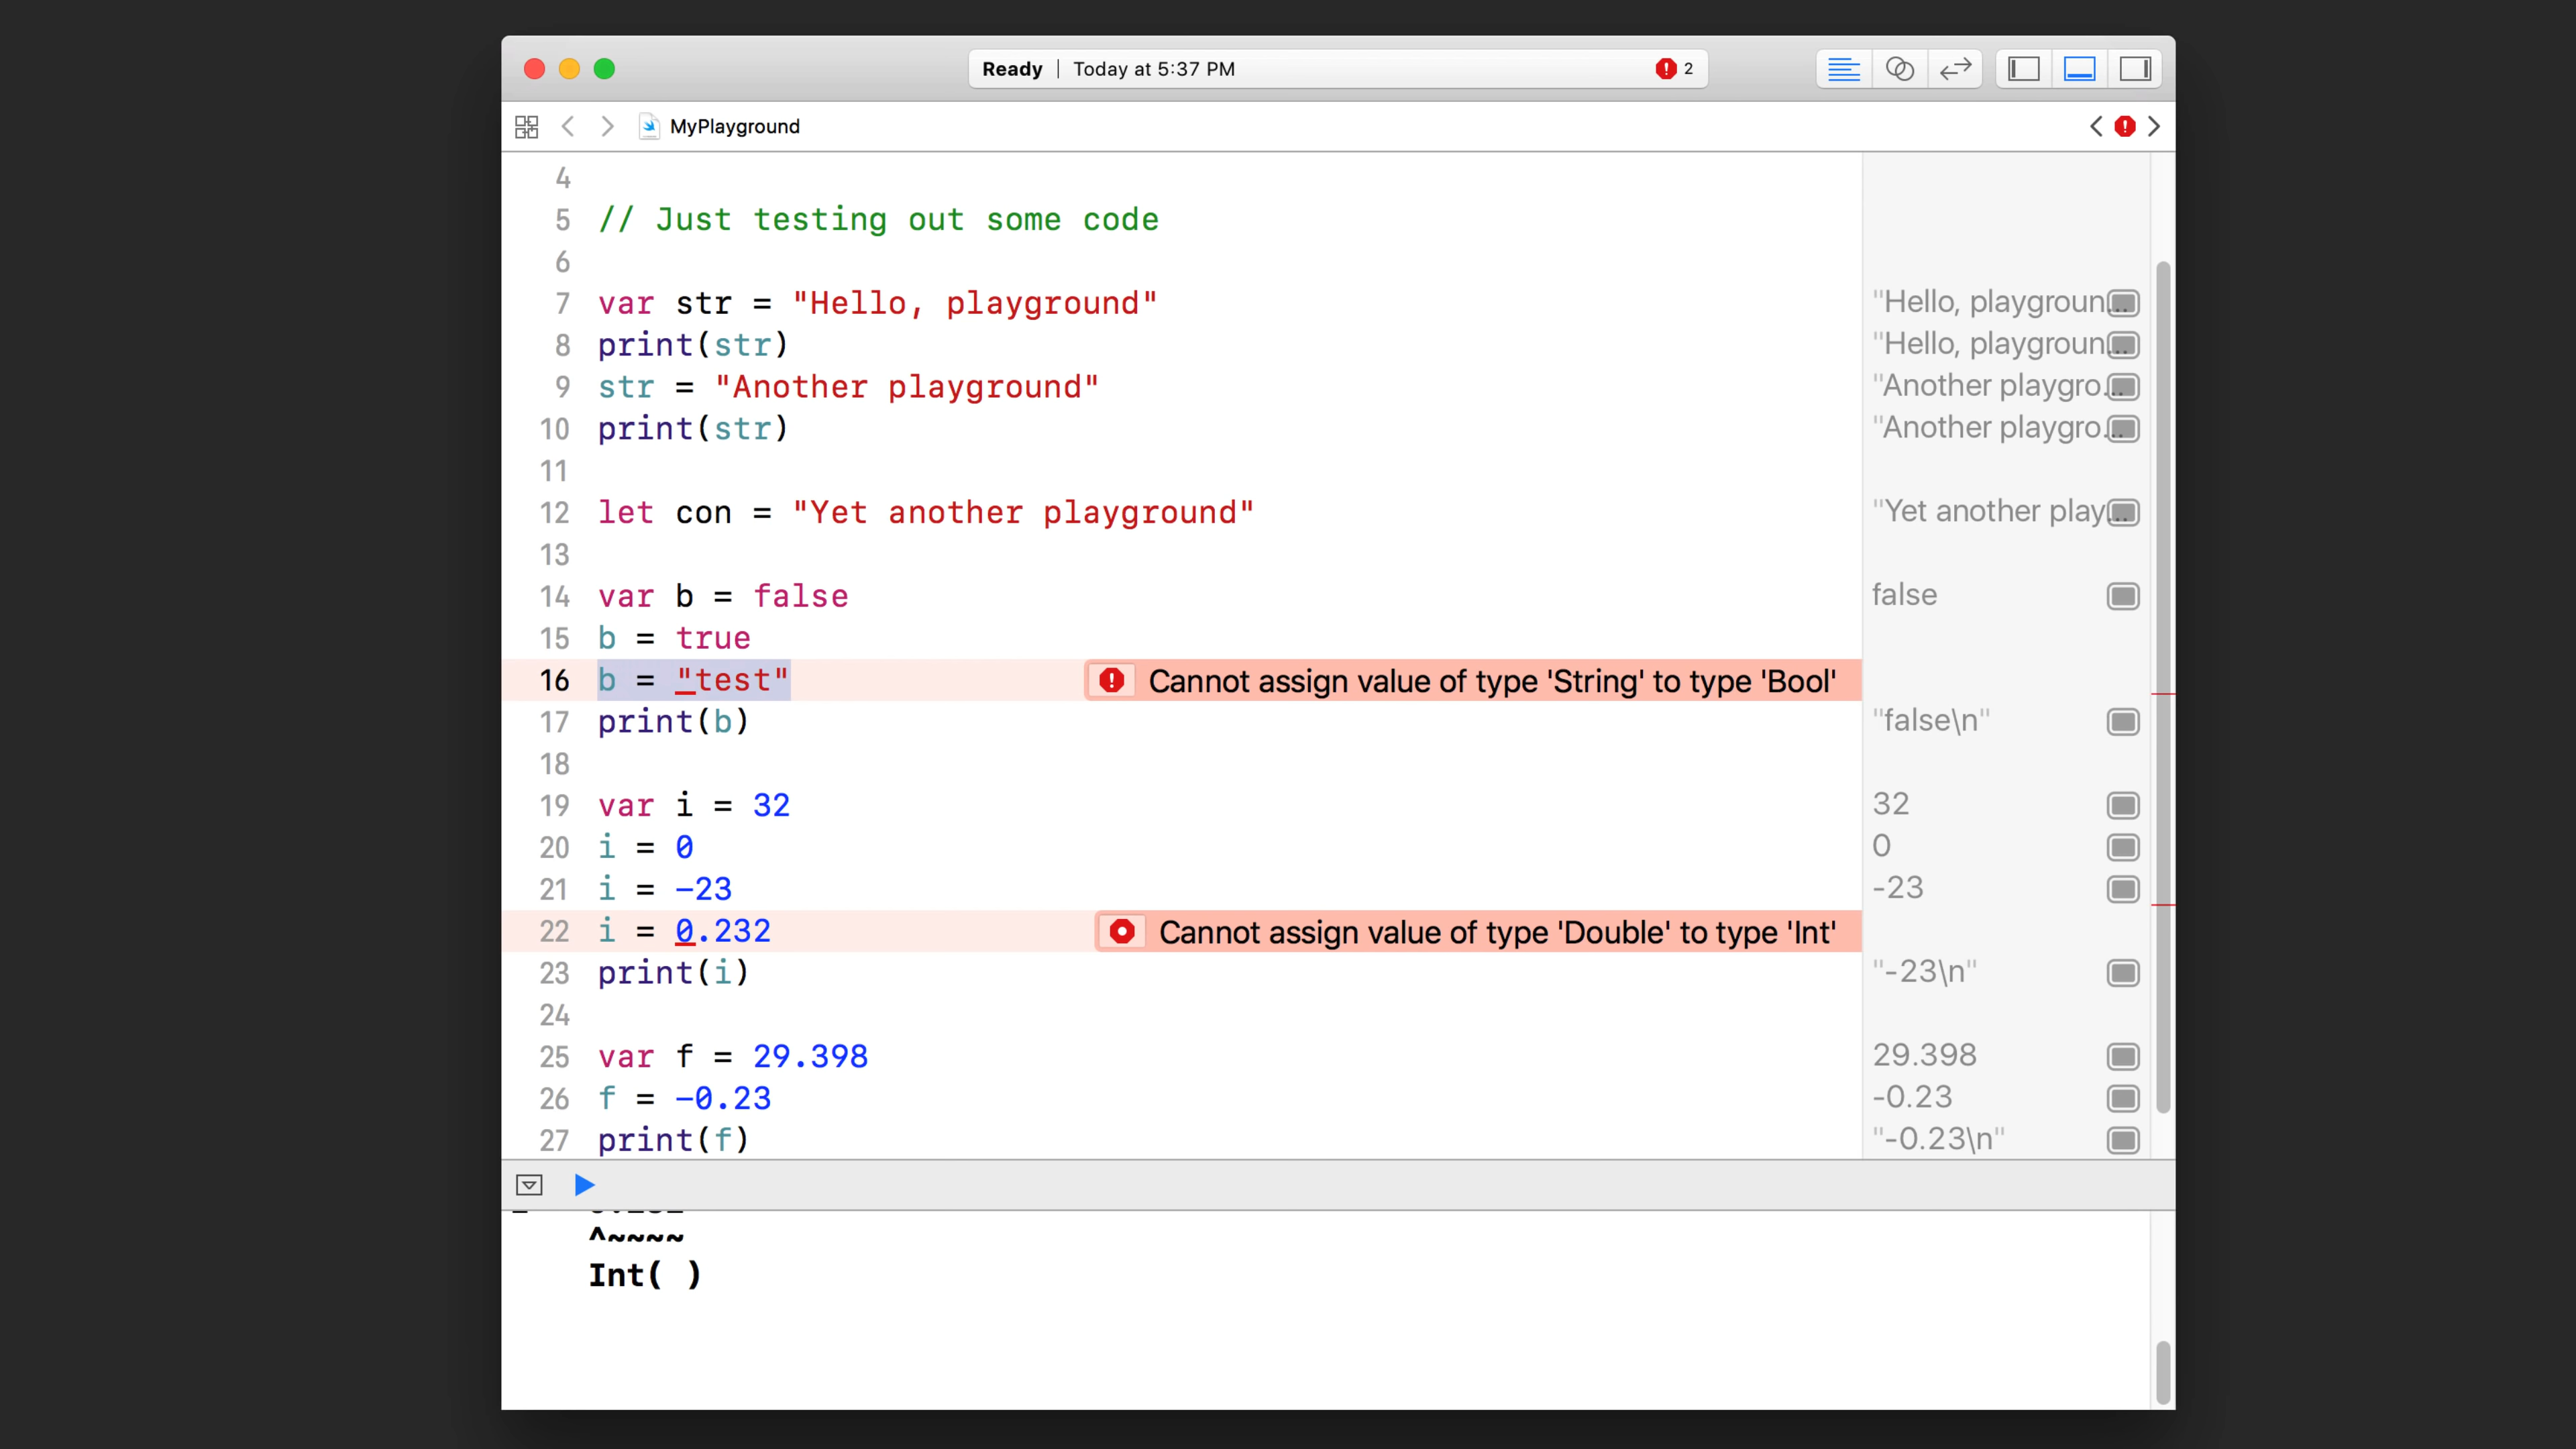 Ready | Today at 5:37 PM 2
MyPlayground
4
5 // Just testing out some code
6
7 var str = "Hello, playground" "Hello, playgroun...
8 print(str) "Hello, playgroun...
9 str = "Another playground" "Another playgro...
10 print(str) "Another playgro...
11
12 let con = "Yet another playground" "Yet another play...
13
14 var b = false false
15 b = true
16 b = "test" Cannot assign value of type 'String' to type 'Bool'
17 print(b) "false\n"
18
19 var i = 32 32
20 i = 0 0
21 i = -23 -23
22 i = 0.232 Cannot assign value of type 'Double' to type 'Int'
23 print(i) "-23\n"
24
25 var f = 29.398 29.398
26 f = -0.23 -0.23
27 print(f) "-0.23\n"
^~~~~
Int( )